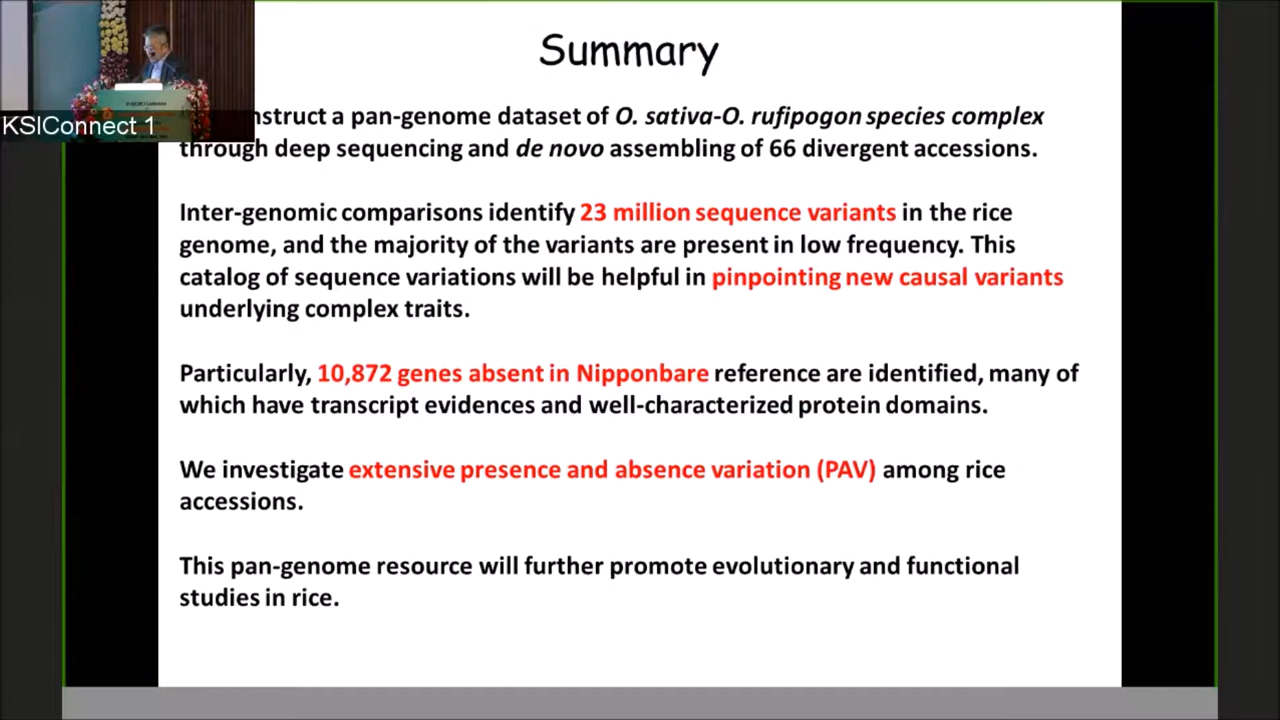 Summary
KSIConnect 1
nstruct a pan-genome dataset of O. sativa-O. rufipogon species complex
through deep sequencing and de novo assembling of 66 divergent accessions.
Inter-genomic comparisons identify 23 million sequence variants in the rice
genome, and the majority of the variants are present in low frequency. This
catalog of sequence variations will be helpful in pinpointing new causal variants
underlying complex traits.
Particularly, 10,872 genes absent in Nipponbare reference are identified, many of
which have transcript evidences and well-characterized protein domains.
We investigate extensive presence and absence variation (PAV) among rice
accessions.
This pan-genome resource will further promote evolutionary and functional
studies in rice.